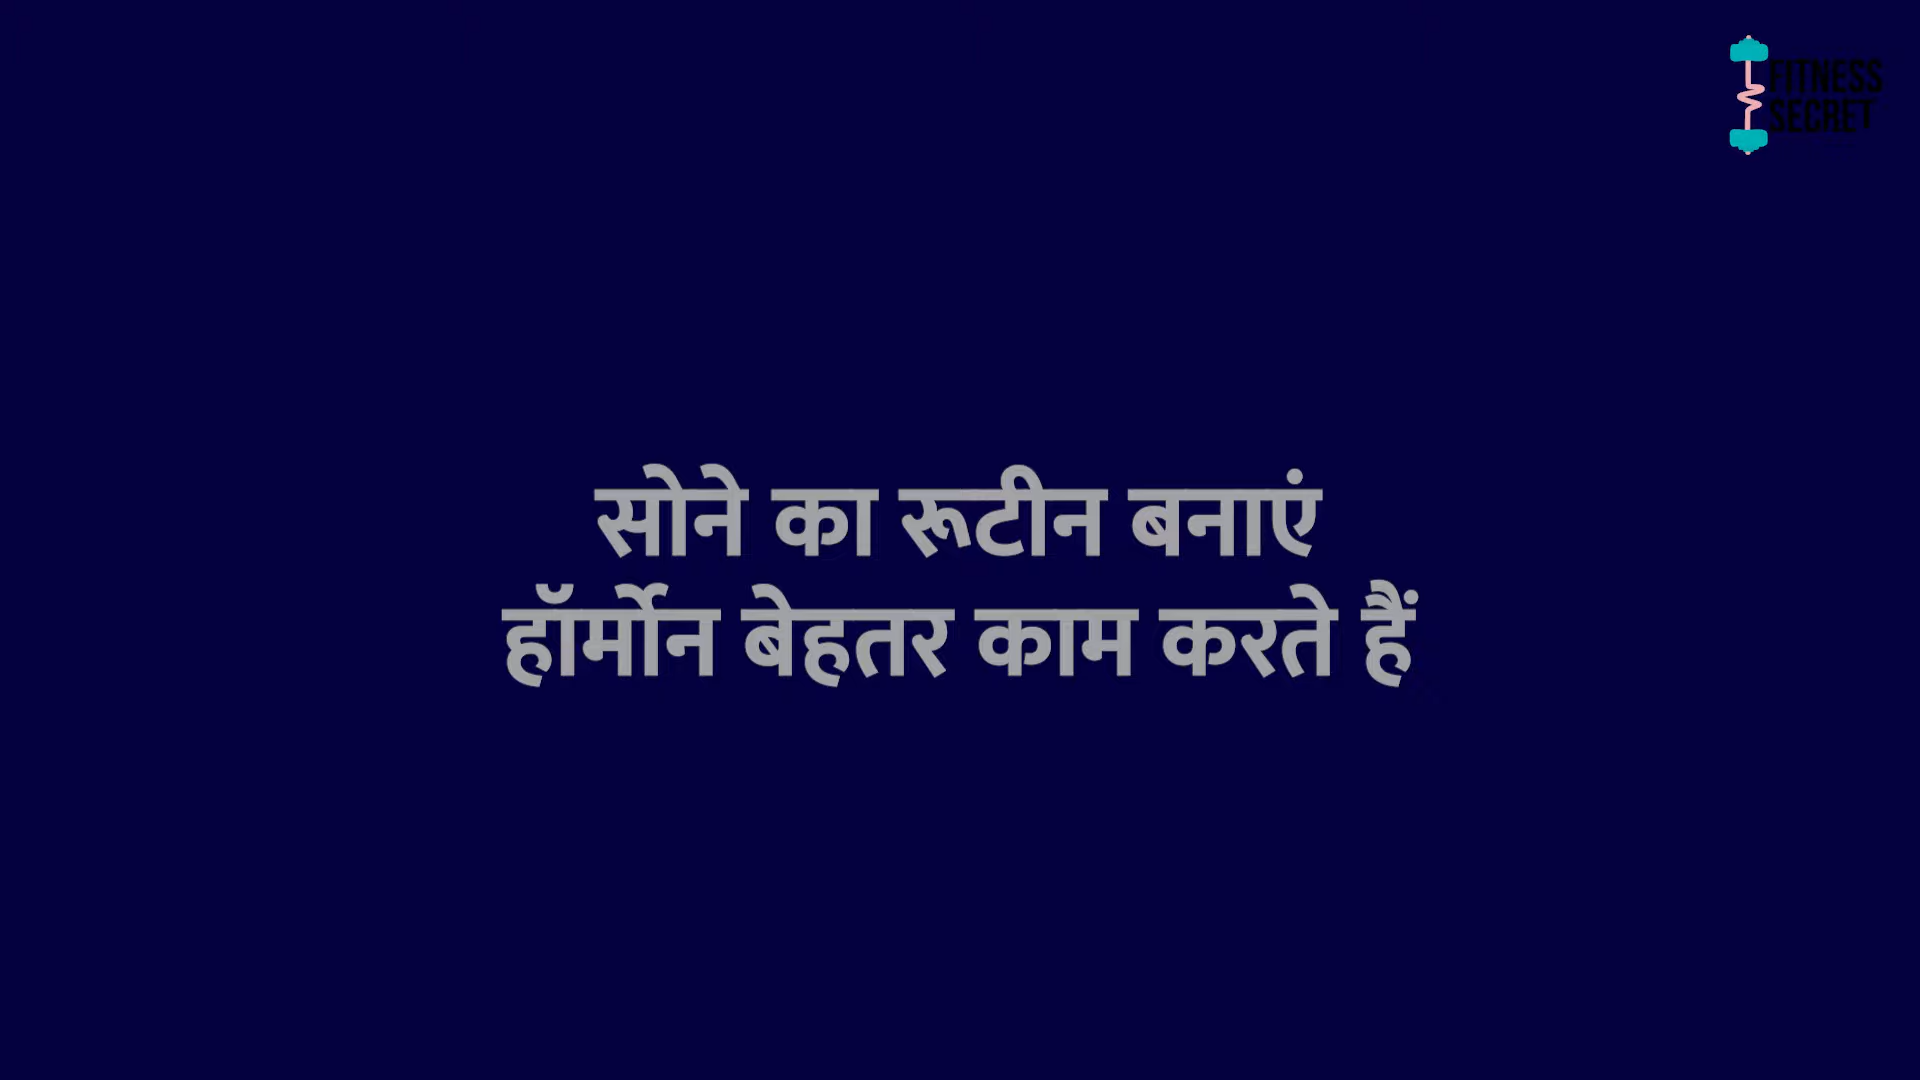 FITNESS
SECRET
सोने का रूटीन बनाएं
हॉर्मोन बेहतर काम करते हैं